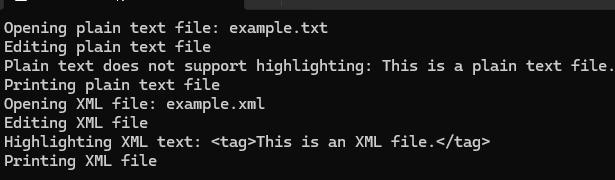 Opening plain text file: example.txt
Editing plain text file
Plain text does not support highlighting: This is a plain text file.
Printing plain text file
Opening XML file: example.xml
Editing XML file
Highlighting XML text: <tag>This is an XML file.</tag>
Printing XML file